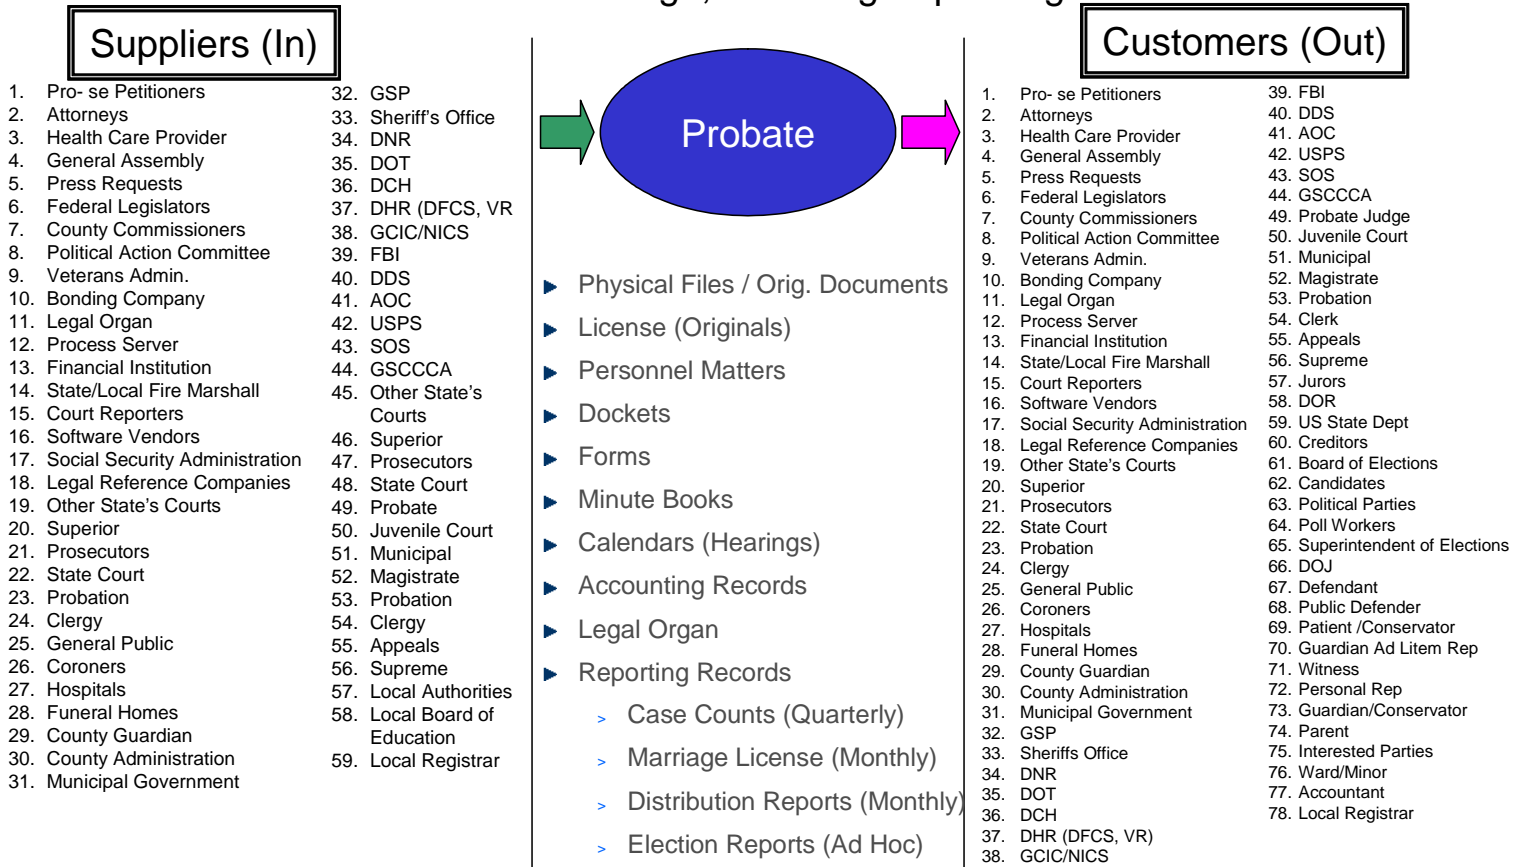 Suppliers (In)
1. Pro- se Petitioners
2. Attorneys
3. Health Care Provider
4. General Assembly
5. Press Requests
6. Federal Legislators
7. County Commissioners
8. Political Action Committee
9. Veterans Admin.
10. Bonding Company
11. Legal Organ
12. Process Server
13. Financial Institution
14. State/Local Fire Marshall
15. Court Reporters
16. Software Vendors
17. Social Security Administration
18. Legal Reference Companies
19. Other State's Courts
20. Superior
21. Prosecutors
22. State Court
23. Probation
24. Clergy
25. General Public
26. Coroners
27. Hospitals
28. Funeral Homes
29. County Guardian
30. County Administration
31. Municipal Government
32. GSP
33. Sheriff's Office
34. DNR
35. DOT
36. DCH
37. DHR (DFCS, VR
38. GCIC/NICS
39. FBI
40. DDS
41. AOC
42. USPS
43. SOS
44. GSCCCA
45. Other State's
Courts
46. Superior
47. Prosecutors
48. State Court
49. Probate
50. Juvenile Court
51. Municipal
52. Magistrate
53. Probation
54. Clergy
55. Appeals
56. Supreme
57. Local Authorities
58. Local Board of
Education
59. Local Registrar
Probate
Physical Files / Orig. Documents
License (Originals)
Personnel Matters
Dockets
Forms
Minute Books
Calendars (Hearings)
Accounting Records
Legal Organ
Reporting Records
> Case Counts (Quarterly)
> Marriage License (Monthly)
> Distribution Reports (Monthly)
> Election Reports (Ad Hoc)
Customers (Out)
1. Pro- se Petitioners
2. Attorneys
3. Health Care Provider
4. General Assembly
5. Press Requests
6. Federal Legislators
7. County Commissioners
8. Political Action Committee
9. Veterans Admin.
10. Bonding Company
11. Legal Organ
12. Process Server
13. Financial Institution
14. State/Local Fire Marshall
15. Court Reporters
16. Software Vendors
17. Social Security Administration
18. Legal Reference Companies
19. Other State's Courts
20. Superior
21. Prosecutors
22. State Court
23. Probation
24. Clergy
25. General Public
26. Coroners
27. Hospitals
28. Funeral Homes
29. County Guardian
30. County Administration
31. Municipal Government
32. GSP
33. Sheriffs Office
34. DNR
35. DOT
36. DCH
37. DHR (DFCS, VR)
38. GCIC/NICS
39. FBI
40. DDS
41. AOC
42. USPS
43. SOS
44. GSCCCA
49. Probate Judge
50. Juvenile Court
51. Municipal
52. Magistrate
53. Probation
54. Clerk
55. Appeals
56. Supreme
57. Jurors
58. DOR
59. US State Dept
60. Creditors
61. Board of Elections
62. Candidates
63. Political Parties
64. Poll Workers
65. Superintendent of Elections
66. DOJ
67. Defendant
68. Public Defender
69. Patient /Conservator
70. Guardian Ad Litem Rep
71. Witness
72. Personal Rep
73. Guardian/Conservator
74. Parent
75. Interested Parties
76. Ward/Minor
77. Accountant
78. Local Registrar